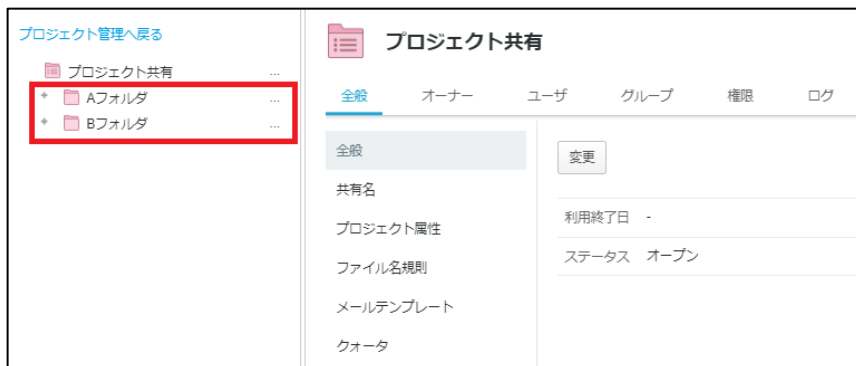 プロジェクト管理へ戻る
プロジェクト共有 ...
Aフォルダ ...
Bフォルダ ...
プロジェクト共有
全般 オーナー ユーザ グループ 権限 ログ
全般
共有名
プロジェクト属性
ファイル名規則
メールテンプレート
クォータ
変更
利用終了日 -
ステータス オープン